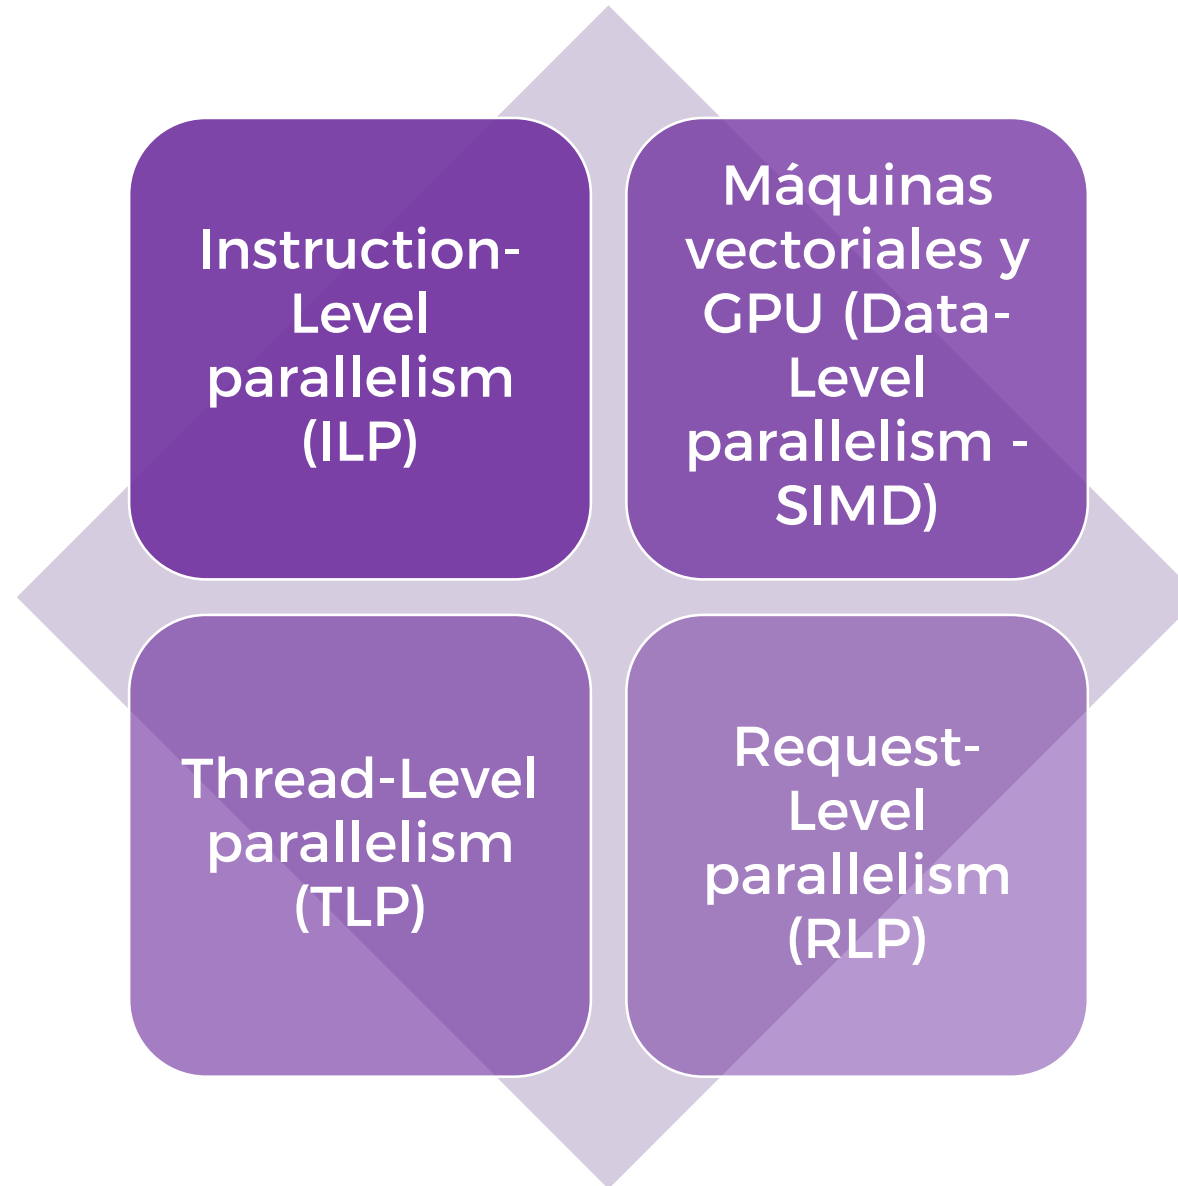 Instruction-
Level
parallelism
(ILP)
Máquinas
vectoriales y
GPU (Data-
Level
parallelism -
SIMD)
Thread-Level
parallelism
(TLP)
Request-
Level
parallelism
(RLP)